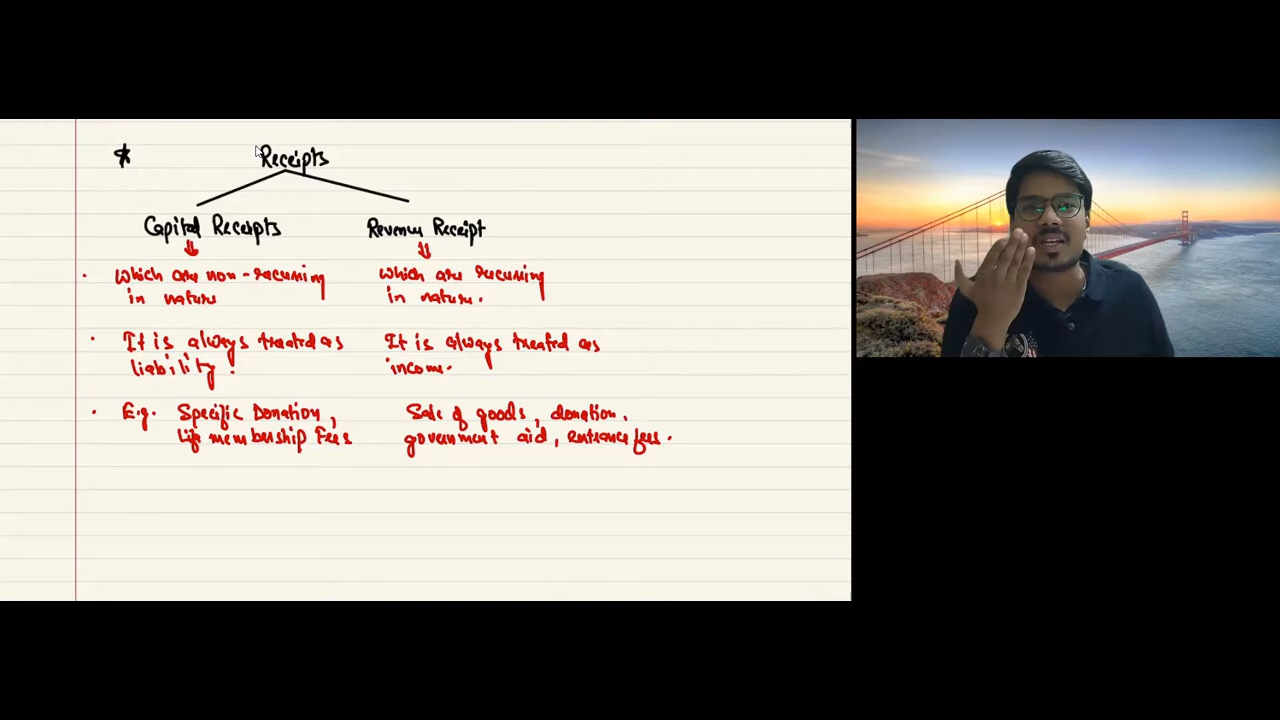 * Receipts
Capital Receipts
Revenue Receipt
. Which are non-recurring
in nature
which are recurring
in nature.
. It is always treated as
liability.
It is always treated as
income.
. E.g. Specific Donation,
Life membership Fees
Sale of goods, donation.
government aid, entrance fees.